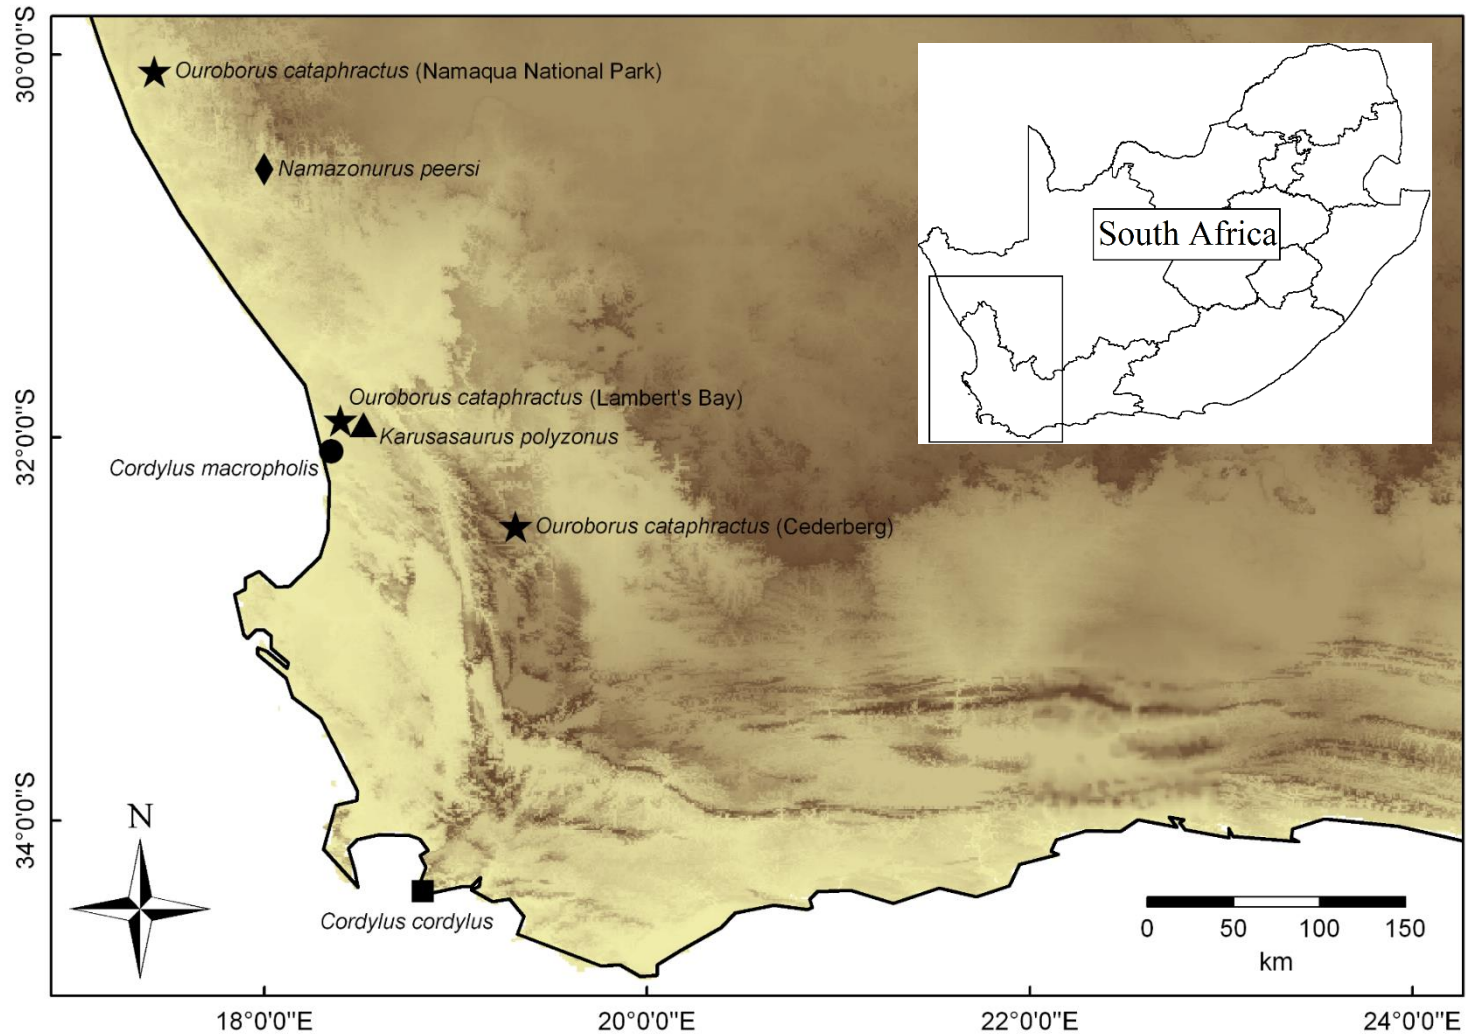 30°0'0"S
Ouroborus cataphractus (Namaqua National Park)
Namazonurus peersi
South Africa
Ouroborus cataphractus (Lambert's Bay)
32°0'0"S
Karusasaurus polyzonus
Cordylus macropholis
Ouroborus cataphractus (Cederberg)
34°0'0"S
N
Cordylus cordylus
0 50 100 150
km
18°0'0"E 20°0'0"E 22°0'0"E 24°0'0"E